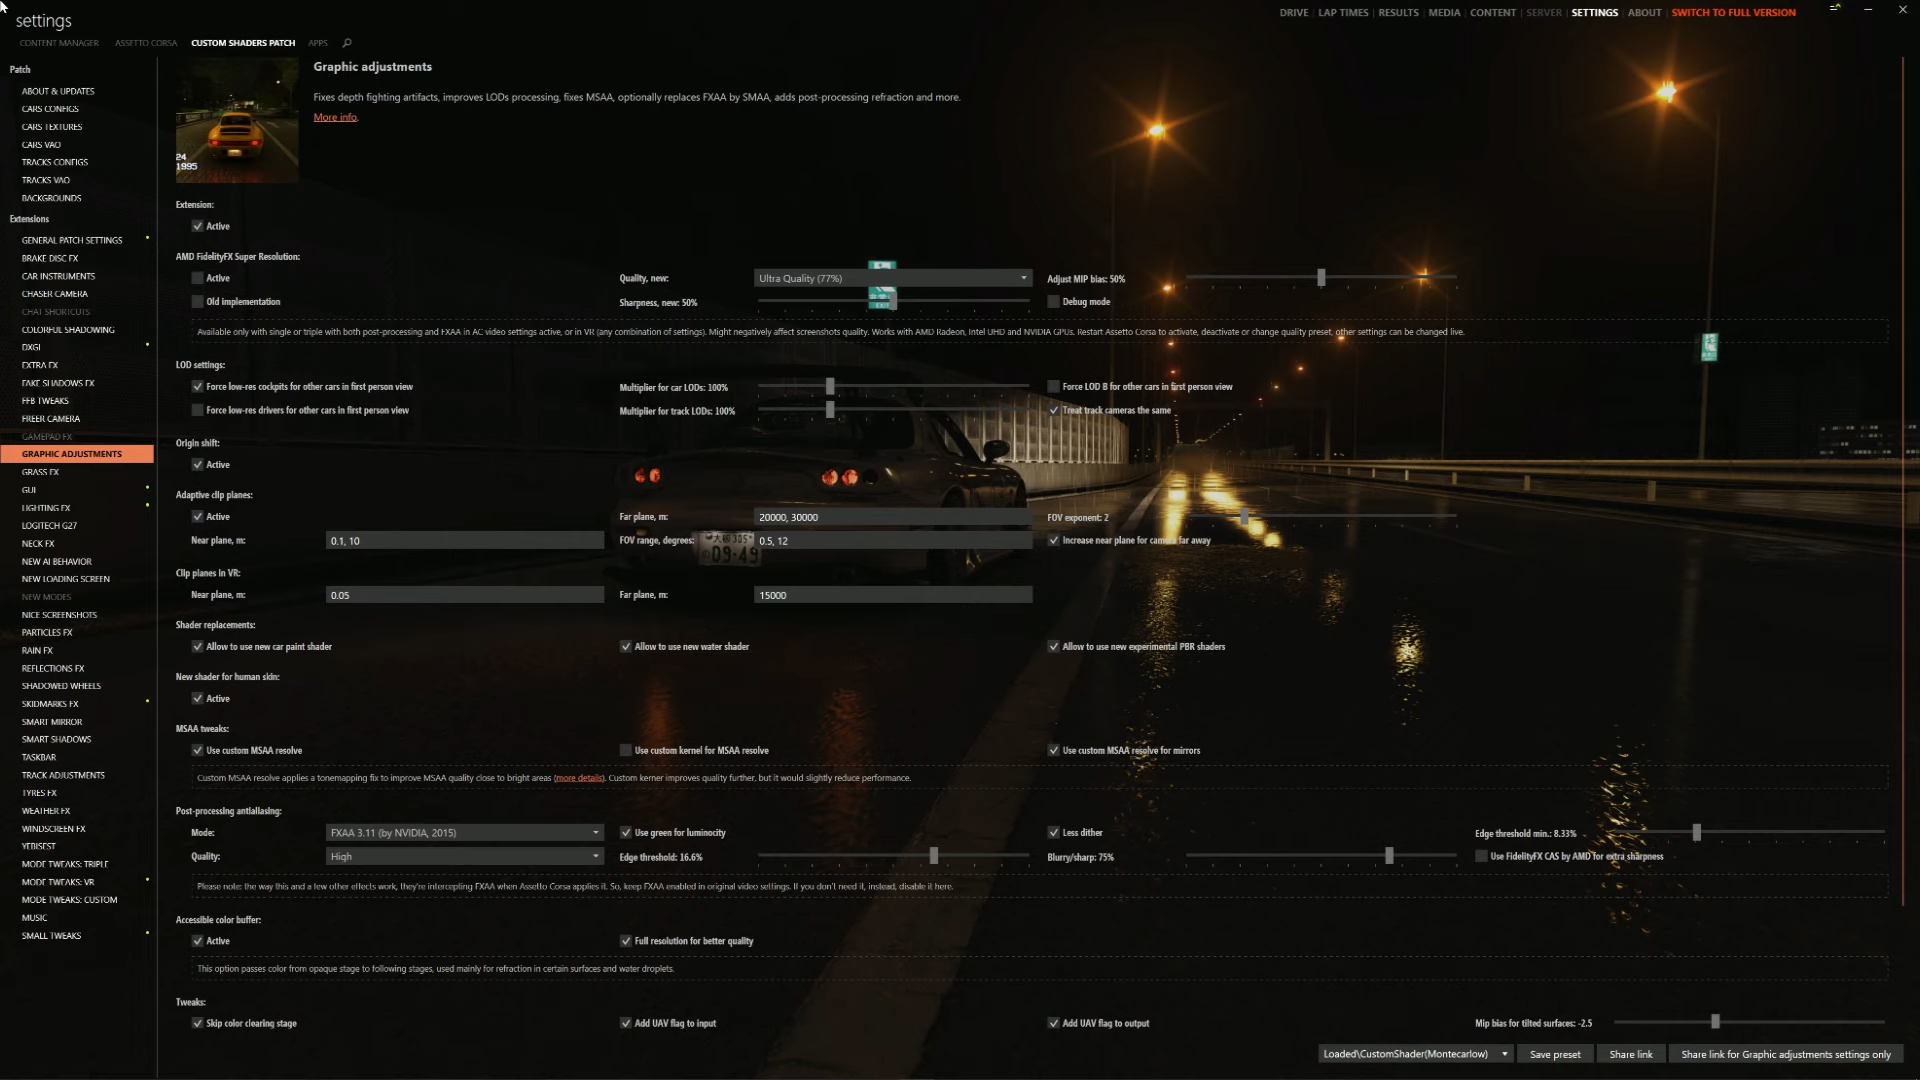 settings
DRIVE | LAP TIMES | RESULTS | MEDIA | CONTENT | SERVER | SETTINGS | ABOUT | SWITCH TO FULL VERSION
CONTENT MANAGER ASSETTO CORSA CUSTOM SHADERS PATCH APPS
Patch
ABOUT & UPDATES
CARS CONFIGS
CARS TEXTURES
CARS VAO
TRACKS CONFIGS
TRACKS VAO
BACKGROUNDS
Extensions
GENERAL PATCH SETTINGS
BRAKE DISC FX
CAR INSTRUMENTS
CHASER CAMERA
CHAT SHORTCUTS
COLORFUL SHADOWING
DXGI
EXTRA FX
FAKE SHADOWS FX
FFB TWEAKS
FREER CAMERA
GAMEPAD FX
GRAPHIC ADJUSTMENTS
GRASS FX
GUI
LIGHTING FX
LOGITECH G27
NECK FX
NEW AI BEHAVIOR
NEW LOADING SCREEN
NEW MODES
NICE SCREENSHOTS
PARTICLES FX
RAIN FX
REFLECTIONS FX
SHADOWED WHEELS
SKIDMARKS FX
SMART MIRROR
SMART SHADOWS
TASKBAR
TRACK ADJUSTMENTS
TYRES FX
WEATHER FX
WINDSCREEN FX
YEBISEST
MODE TWEAKS: TRIPLE
MODE TWEAKS: VR
MODE TWEAKS: CUSTOM
MUSIC
SMALL TWEAKS
24
1995
Graphic adjustments
Fixes depth fighting artifacts, improves LODs processing, fixes MSAA, optionally replaces FXAA by SMAA, adds post-processing refraction and more.
More info.
Extension:
Active
AMD FidelityFX Super Resolution:
Active Quality, new: Ultra Quality (77%) Adjust MIP bias: 50%
Old implementation Sharpness, new: 50% Debug mode
EXIT
Available only with single or triple with both post-processing and FXAA in AC video settings active, or in VR (any combination of settings). Might negatively affect screenshots quality. Works with AMD Radeon, Intel UHD and NVIDIA GPUs. Restart Assetto Corsa to activate, deactivate or change quality preset, other settings can be changed live.
LOD settings:
Force low-res cockpits for other cars in first person view Multiplier for car LODs: 100% Force LOD B for other cars in first person view
Force low-res drivers for other cars in first person view Multiplier for track LODs: 100% Treat track cameras the same
Origin shift:
Active
Adaptive clip planes:
Active Far plane, m: 20000, 30000 FOV exponent: 2
Near plane, m: 0.1, 10 FOV range, degrees: 0.5, 12 Increase near plane for camera far away
09-49
Clip planes in VR:
Near plane, m: 0.05 Far plane, m: 15000
Shader replacements:
Allow to use new car paint shader Allow to use new water shader Allow to use new experimental PBR shaders
New shader for human skin:
Active
MSAA tweaks:
Use custom MSAA resolve Use custom kernel for MSAA resolve Use custom MSAA resolve for mirrors
Custom MSAA resolve applies a tonemapping fix to improve MSAA quality close to bright areas (more details). Custom kerner improves quality further, but it would slightly reduce performance.
Post-processing antialiasing:
Mode: FXAA 3.11 (by NVIDIA, 2015) Use green for luminocity Less dither Edge threshold min.: 8.33%
Quality: High Edge threshold: 16.6% Blurry/sharp: 75% Use FidelityFX CAS by AMD for extra sharpness
Please note: the way this and a few other effects work, they're intercepting FXAA when Assetto Corsa applies it. So, keep FXAA enabled in original video settings. If you don't need it, instead, disable it here.
Accessible color buffer:
Active Full resolution for better quality
This option passes color from opaque stage to following stages, used mainly for refraction in certain surfaces and water droplets.
Tweaks:
Skip color clearing stage Add UAV flag to input Add UAV flag to output Mip bias for tilted surfaces: -2.5
Loaded\CustomShader(Montecarlow) Save preset Share link Share link for Graphic adjustments settings only